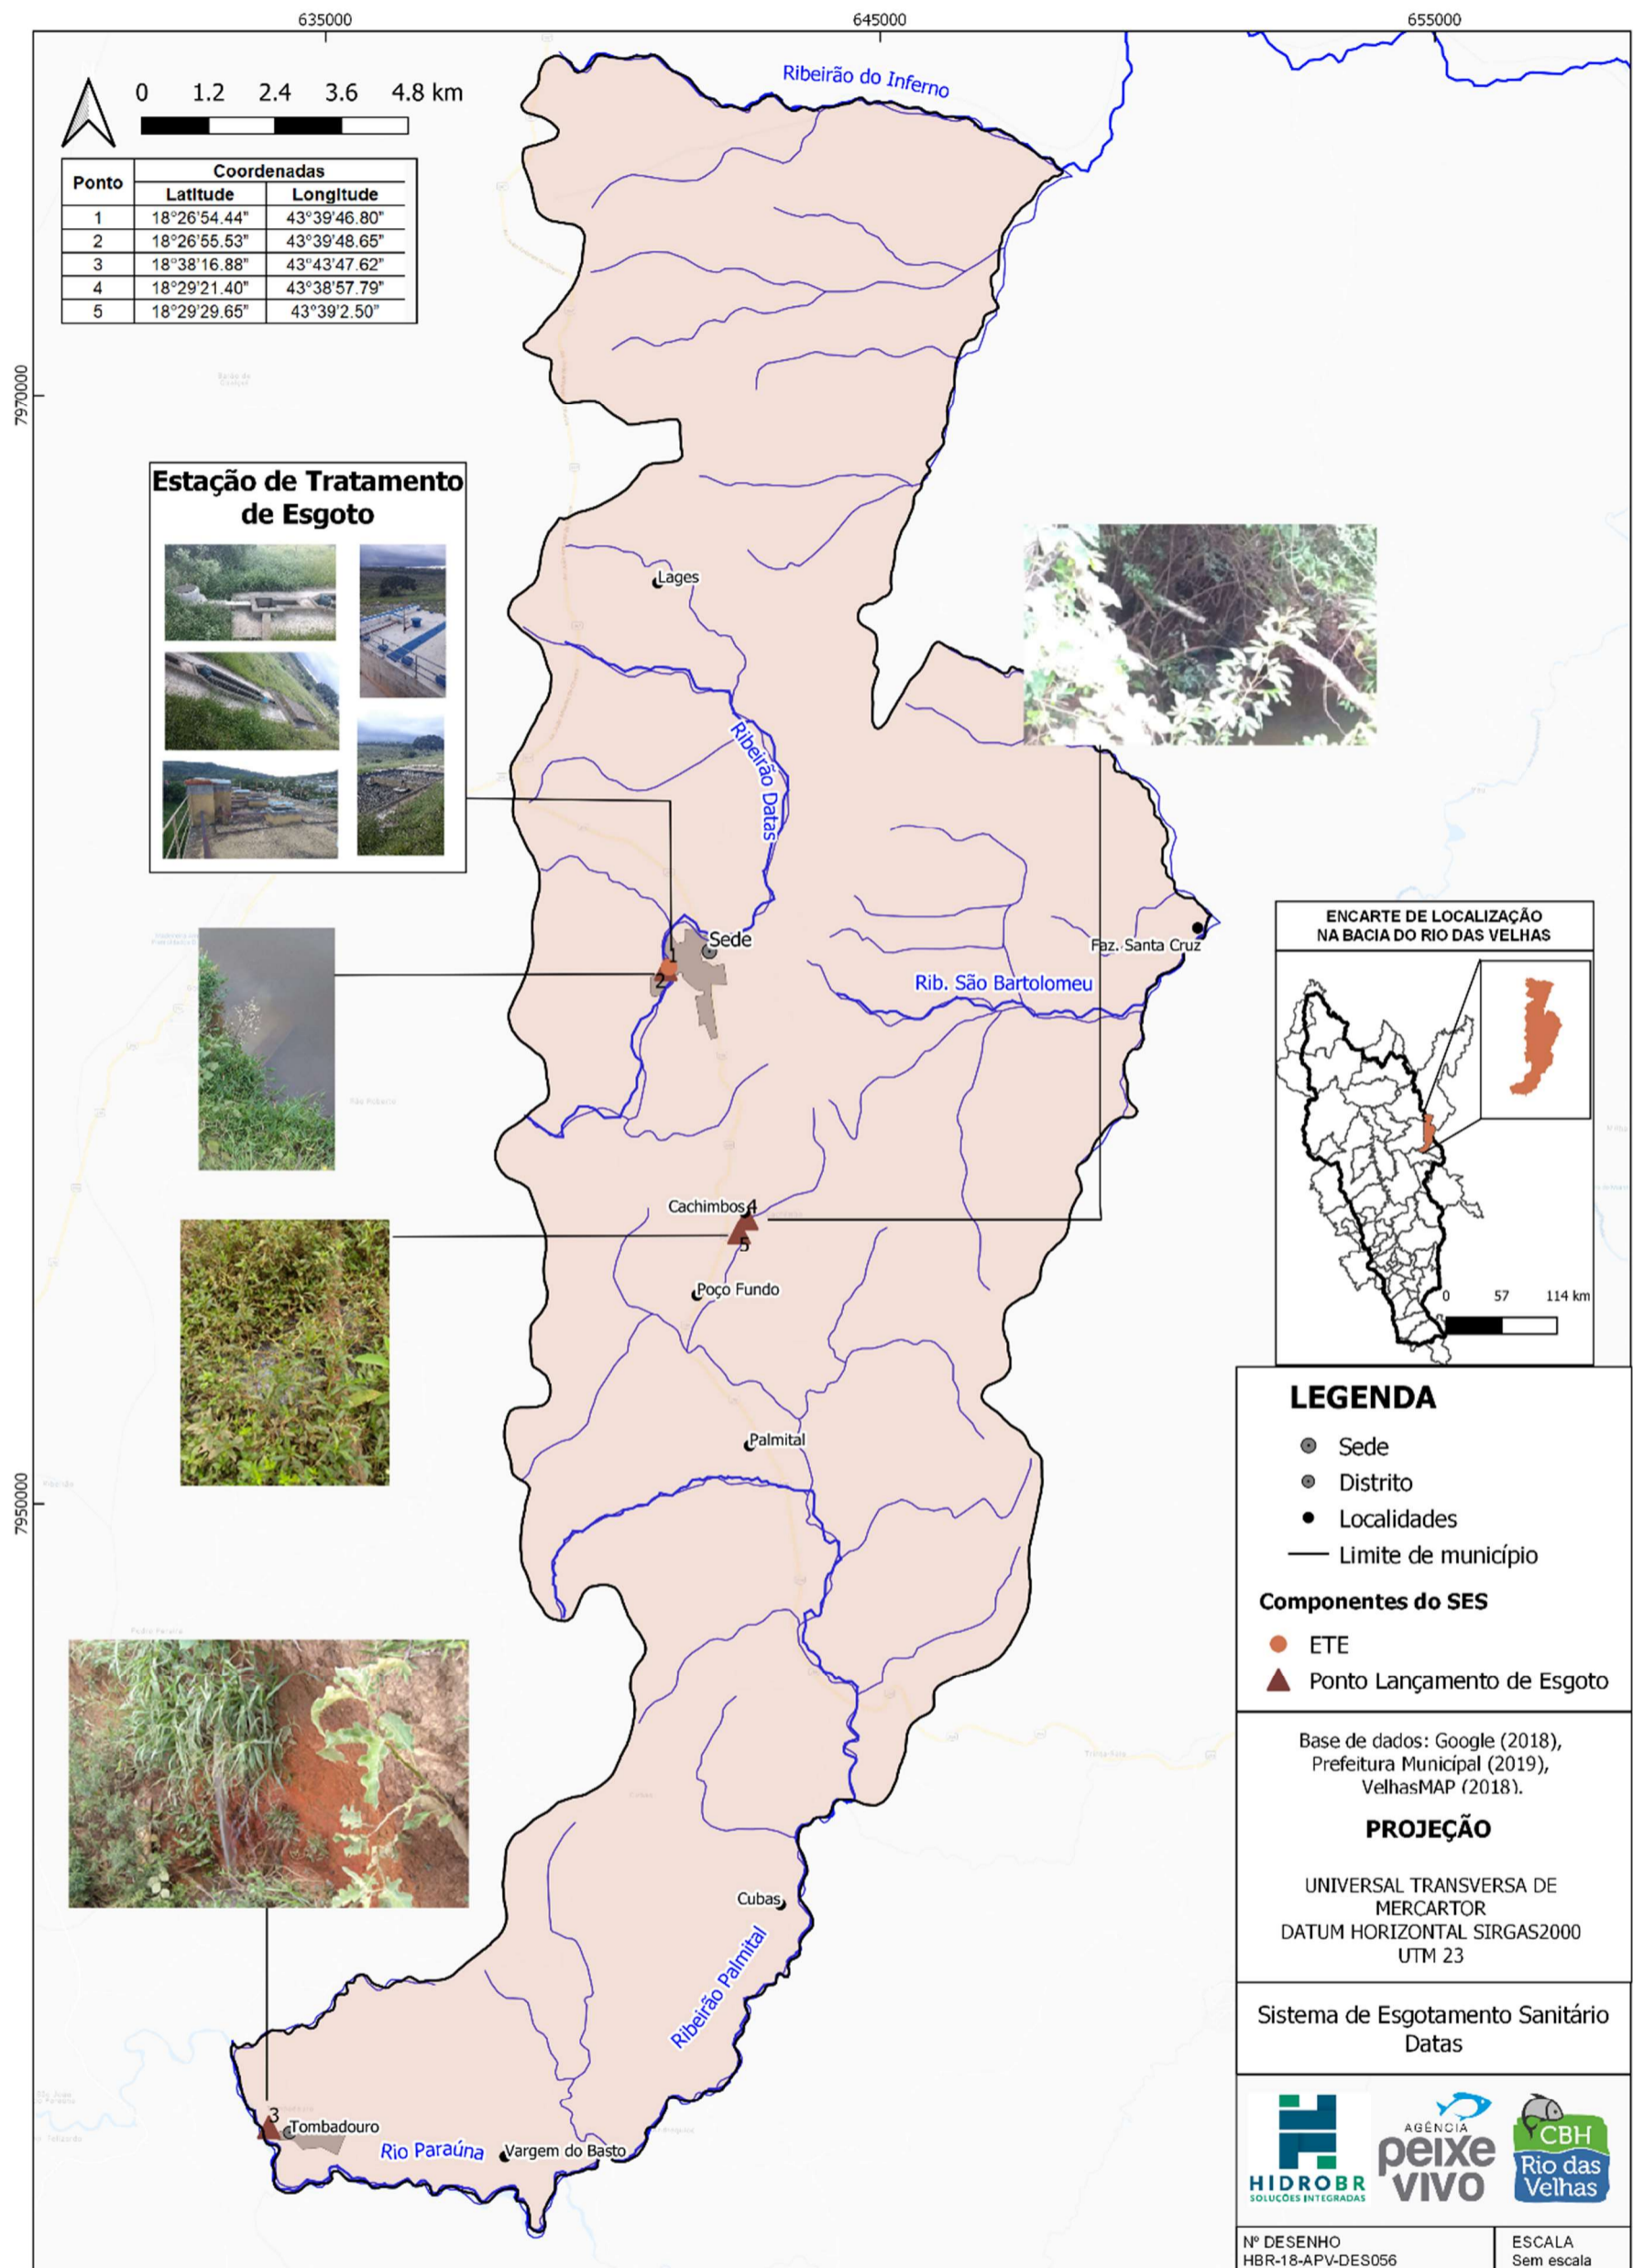 635000
645000
655000
0 1.2 2.4 3.6 4.8 km
Ponto
Coordenadas
Latitude Longitude
1 18°26'54.44" 43°39'46.80"
2 18°26'55.53" 43°39'48.65"
3 18°38'16.88" 43°43'47.62"
4 18°29'21.40" 43°38'57.79"
5 18°29'29.65" 43°39'2.50"
Ribeirão do Inferno
7970000
Estação de Tratamento
de Esgoto
Lages
Ribeirão Datas
Sede
1
2
Faz. Santa Cruz
Rib. São Bartolomeu
Cachimbos 4
5
Poço Fundo
Palmital
7950000
Cubas
Ribeirão Palmital
3
Tombadouro
Rio Paraúna
Vargem do Basto
ENCARTE DE LOCALIZAÇÃO
NA BACIA DO RIO DAS VELHAS
0 57 114 km
LEGENDA
Sede
Distrito
Localidades
Limite de município
Componentes do SES
ETE
Ponto Lançamento de Esgoto
Base de dados: Google (2018),
Prefeitura Municípal (2019),
VelhasMAP (2018).
PROJEÇÃO
UNIVERSAL TRANSVERSA DE
MERCARTOR
DATUM HORIZONTAL SIRGAS2000
UTM 23
Sistema de Esgotamento Sanitário
Datas
HIDROBR
SOLUÇÕES INTEGRADAS
AGÊNCIA
peixe
vivo
CBH
Rio das
Velhas
Nº DESENHO
HBR-18-APV-DES056
ESCALA
Sem escala